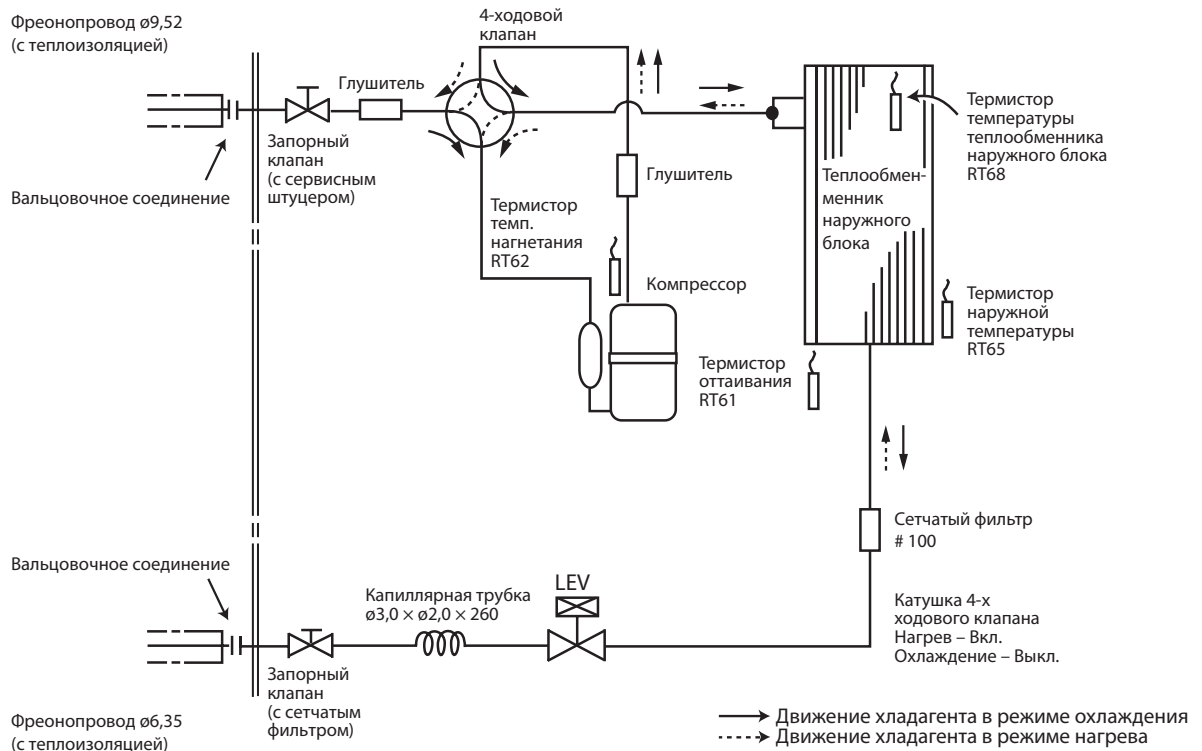 Фреонопровод ø9,52
(с теплоизоляцией)
4-ходовой
клапан
Глушитель
Запорный
клапан
(с сервисным
штуцером)
Вальцовочное соединение
Глушитель
Термистор
темп.
нагнетания
RT62
Компрессор
Теплообмен-
менник
наружного
блока
Термистор
температуры
теплообменника
наружного блока
RT68
Термистор
наружной
температуры
RT65
Термистор
оттаивания
RT61
Сетчатый фильтр
# 100
Вальцовочное соединение
Капиллярная трубка
ø3,0 × ø2,0 × 260
LEV
Катушка 4-х
ходового клапана
Нагрев – Вкл.
Охлаждение – Выкл.
Запорный
клапан
(с сетчатым
фильтром)
Фреонопровод ø6,35
(с теплоизоляцией)
Движение хладагента в режиме охлаждения
Движение хладагента в режиме нагрева